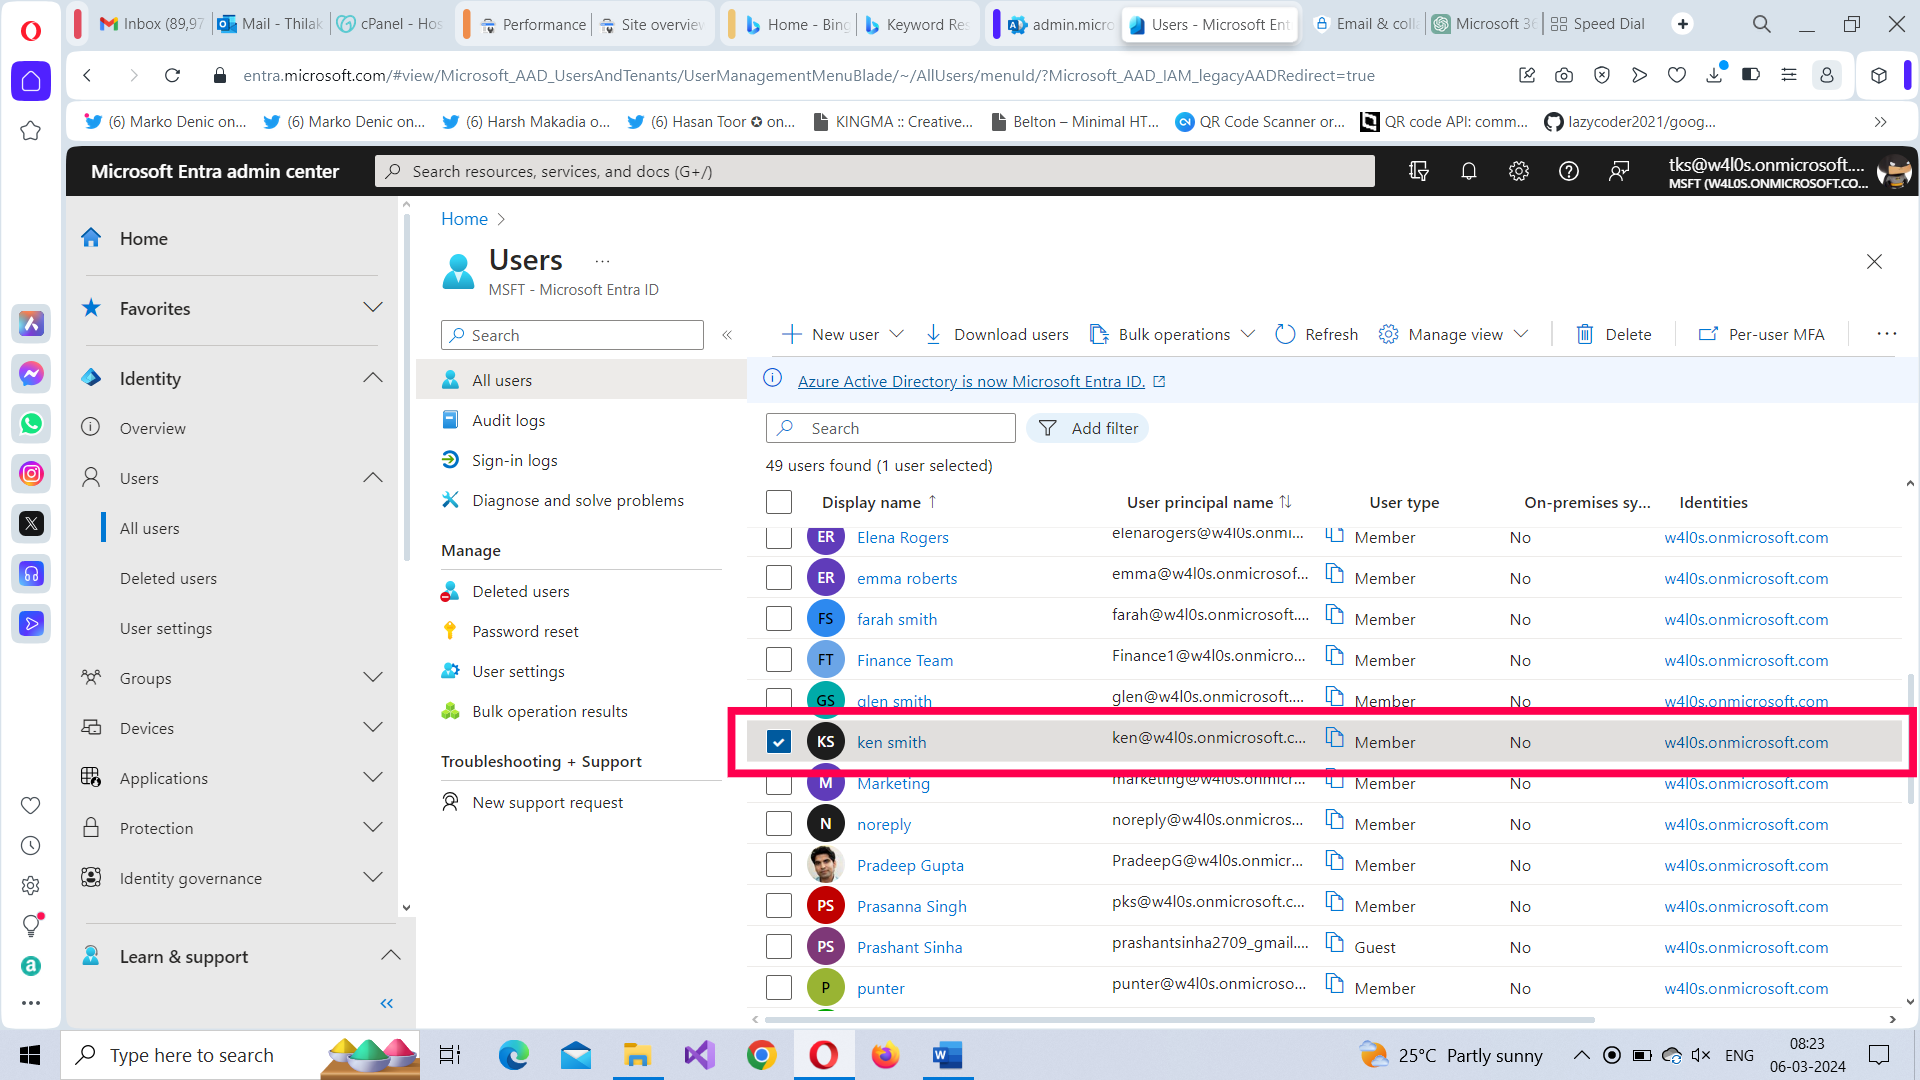 Inbox (89,97
Mail - Thilak
cPanel - Hos
Performance
Site overview
Home - Bing
Keyword Res
admin.micro
Users - Microsoft Ent
Email & coll
Microsoft 36
Speed Dial
entra.microsoft.com/#view/Microsoft_AAD_UsersAndTenants/UserManagementMenuBlade/~/AllUsers/menuId/?Microsoft_AAD_IAM_legacyAADRedirect=true
(6) Marko Denic on...
(6) Marko Denic on...
(6) Harsh Makadia o...
(6) Hasan Toor ✪ on...
KINGMA :: Creative...
Belton – Minimal HT...
QR Code Scanner or...
QR code API: comm...
lazycoder2021/goog...
Microsoft Entra admin center
Search resources, services, and docs (G+/)
tks@w4l0s.onmicrosoft....
MSFT (W4L0S.ONMICROSOFT.CO...
Home
Favorites
Identity
Overview
Users
All users
Deleted users
User settings
Groups
Devices
Applications
Protection
Identity governance
Learn & support
Home
Users
...
MSFT - Microsoft Entra ID
Search
All users
Audit logs
Sign-in logs
Diagnose and solve problems
Manage
Deleted users
Password reset
User settings
Bulk operation results
Troubleshooting + Support
New support request
New user
Download users
Bulk operations
Refresh
Manage view
Delete
Per-user MFA
Azure Active Directory is now Microsoft Entra ID.
Search
Add filter
49 users found (1 user selected)
Display name ↑ User principal name ↑↓ User type On-premises sy... Identities
ER Elena Rogers elenarogers@w4l0s.onmi... Member No w4l0s.onmicrosoft.com
ER emma roberts emma@w4l0s.onmicrosof... Member No w4l0s.onmicrosoft.com
FS farah smith farah@w4l0s.onmicrosoft.... Member No w4l0s.onmicrosoft.com
FT Finance Team Finance1@w4l0s.onmicro... Member No w4l0s.onmicrosoft.com
GS glen smith glen@w4l0s.onmicrosoft.... Member No w4l0s.onmicrosoft.com
KS ken smith ken@w4l0s.onmicrosoft.c... Member No w4l0s.onmicrosoft.com
M Marketing marketing@w4l0s.onmicr... Member No w4l0s.onmicrosoft.com
N noreply noreply@w4l0s.onmicros... Member No w4l0s.onmicrosoft.com
Pradeep Gupta PradeepG@w4l0s.onmicr... Member No w4l0s.onmicrosoft.com
PS Prasanna Singh pks@w4l0s.onmicrosoft.c... Member No w4l0s.onmicrosoft.com
PS Prashant Sinha prashantsinha2709_gmail.... Guest No w4l0s.onmicrosoft.com
P punter punter@w4l0s.onmicroso... Member No w4l0s.onmicrosoft.com
Type here to search
25°C Partly sunny
ENG
08:23
06-03-2024